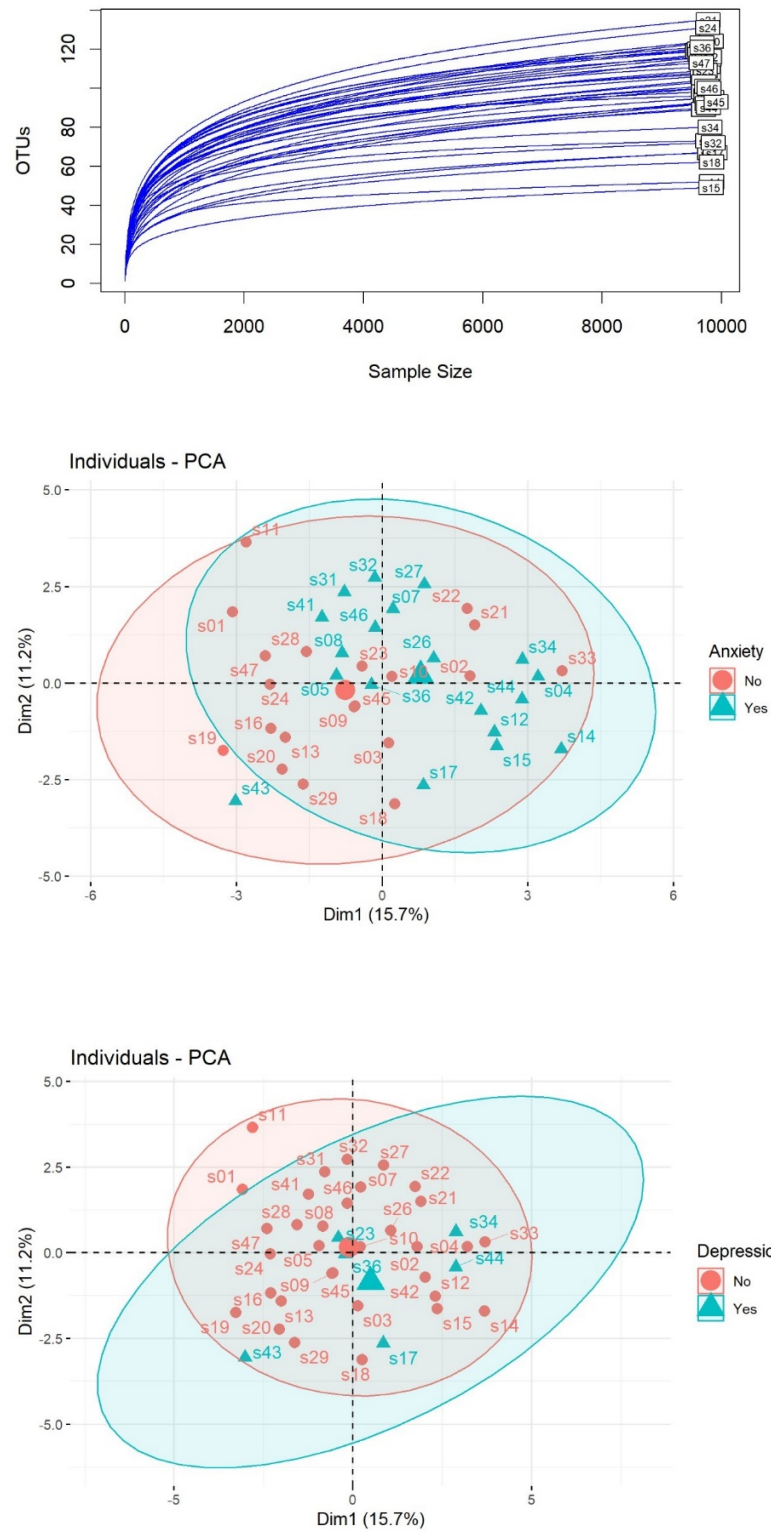 120
80
60
40
20
0
OTUs
s24
s36
s47
s46
s45
s34
s32
s18
s15
0 2000 4000 6000 8000 10000
Sample Size
Individuals - PCA
5.0
2.5
0.0
-2.5
-5.0
Dim2 (11.2%)
s11
s32
s27
s31
s07
s22
s41
s46
s21
s01
s28
s08
s23
s26
s34
s47
s10
s02
s33
s24
s05
s36
s44
s04
s45
s42
s09
s16
s12
s19
s13
s03
s20
s15
s14
s43
s29
s17
s18
-6 -3 0 3 6
Dim1 (15.7%)
Anxiety
No
Yes
Individuals - PCA
5.0
2.5
0.0
-2.5
-5.0
Dim2 (11.2%)
s11
s32
s27
s31
s01
s41
s46
s07
s22
s21
s28
s08
s26
s34
s23
s33
s47
s10
s04
s05
s36
s02
s44
s24
s09
s45
s42
s12
s16
s13
s03
s15
s14
s19
s20
s43
s29
s17
s18
-5 0 5
Dim1 (15.7%)
Depressio
No
Yes